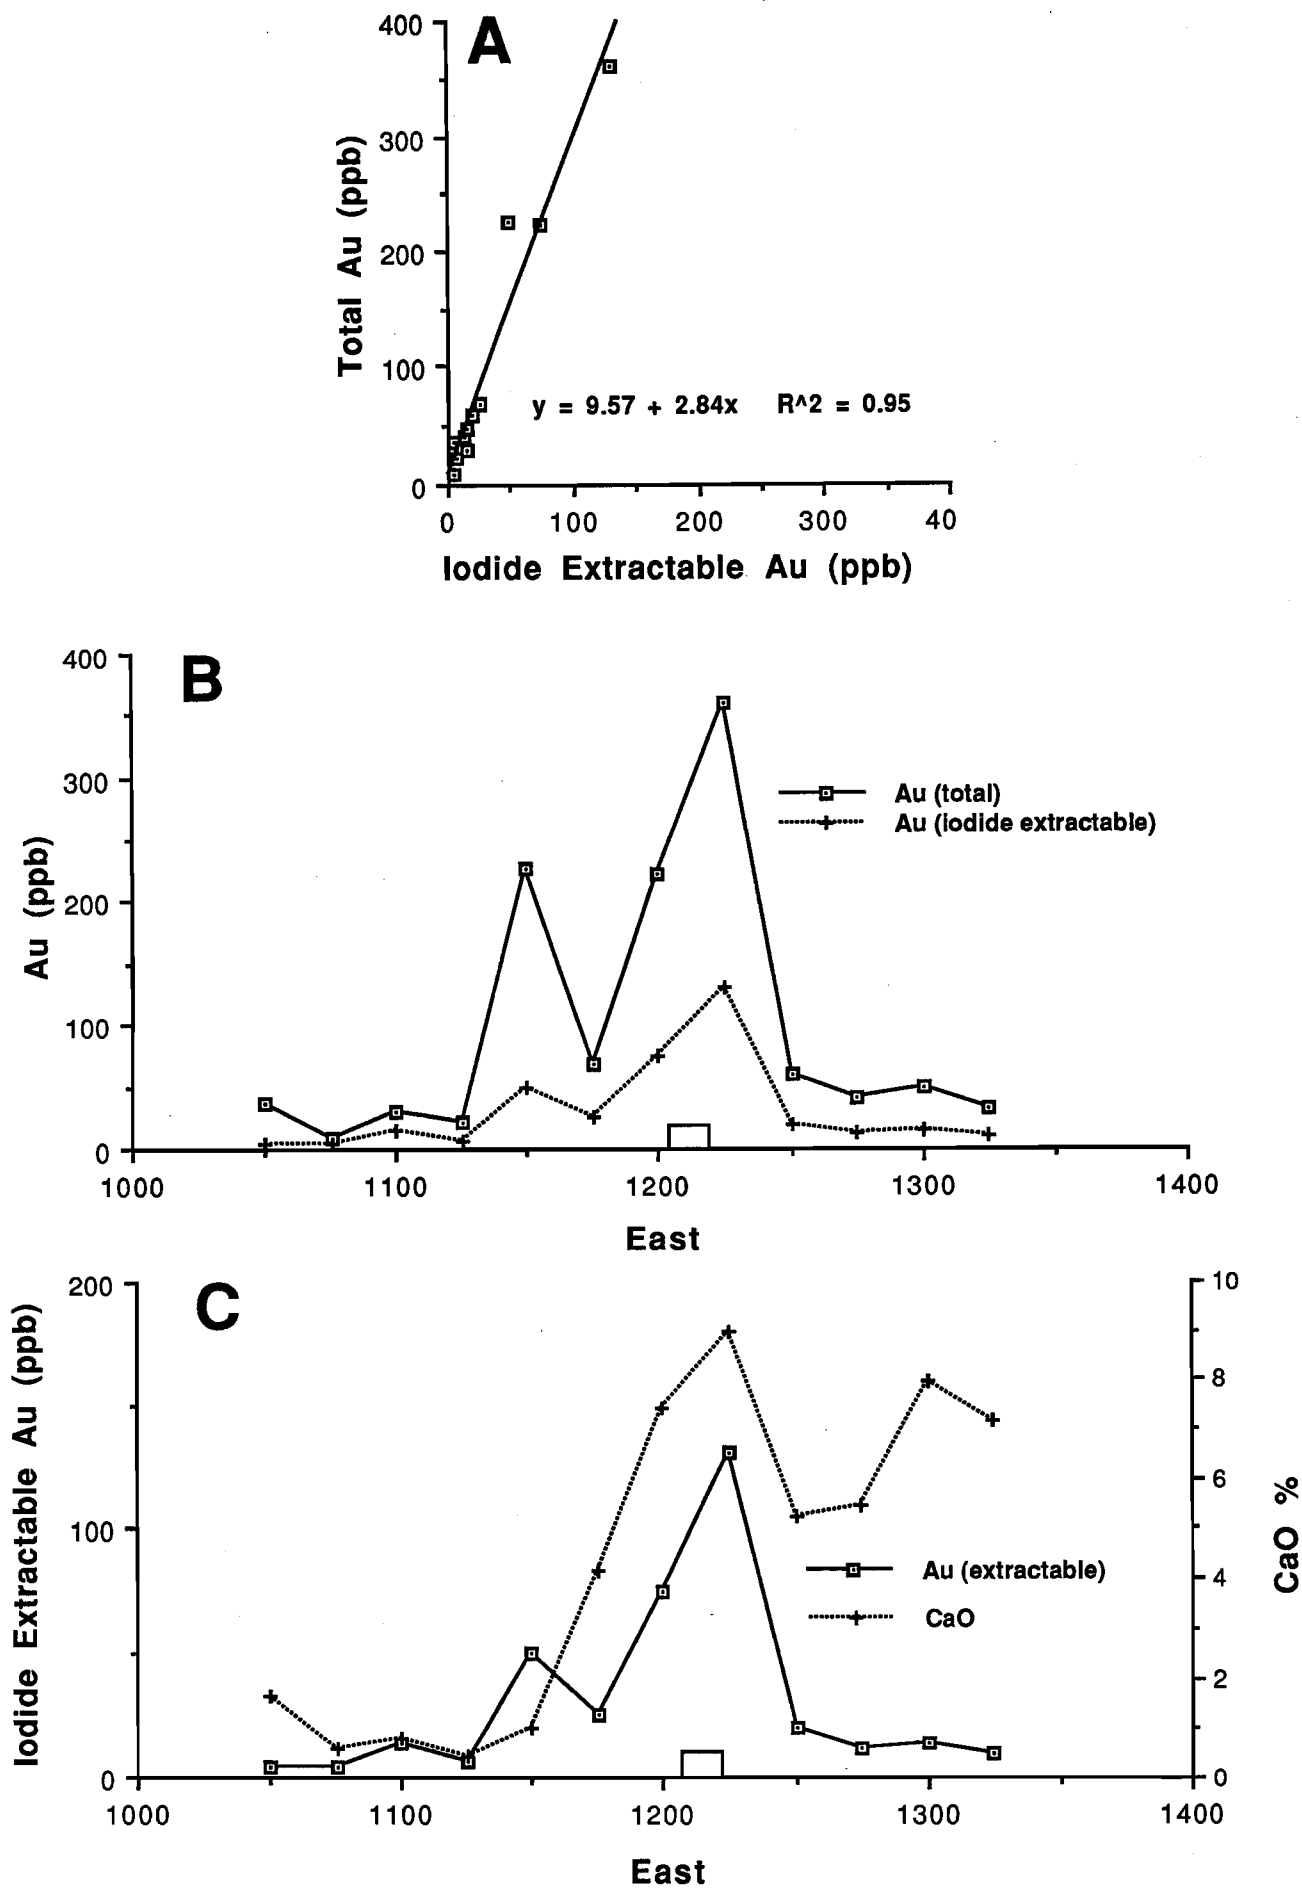 A
400
300
200
100
0
Total Au (ppb)
y = 9.57 + 2.84x R^2 = 0.95
0 100 200 300 40
Iodide Extractable Au (ppb)
B
400
300
200
100
0
Au (ppb)
Au (total)
Au (iodide extractable)
1000 1100 1200 1300 1400
East
C
200
100
0
Iodide Extractable Au (ppb)
10
8
6
4
2
0
CaO %
Au (extractable)
CaO
1000 1100 1200 1300 1400
East